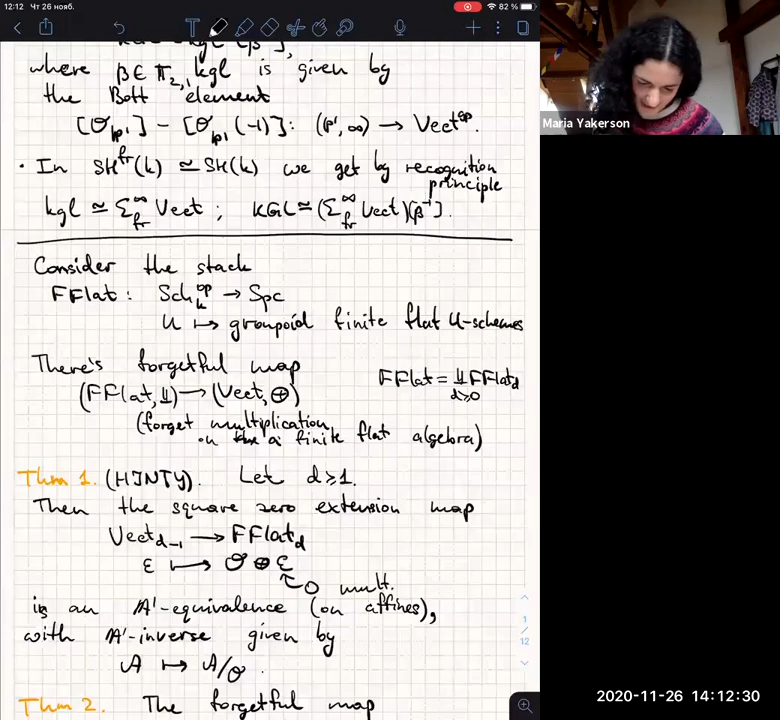 12:12 Чт 26 нояб.
82 %
where β ∈ π₂,₁ kgl is given by
the Bott element
[𝒪_ℙ¹] - [𝒪_ℙ¹(-1)]: (ℙ¹, ∞) → Vect^gp.
• In SH^fr(k) ≃ SH(k) we get by recognition
principle
kgl ≃ Σ^∞_fr Vect ; KGL ≃ (Σ^∞_fr Vect)[β⁻¹].
Consider the stack
FFlat : Sch_k^op → Spc
U ↦ groupoid finite flat U-schemes
There's forgetful map
(FFlat, ⊔) → (Vect, ⊕)
FFlat = ⊔ FFlat_d
d≥0
(forget multiplication
on a finite flat algebra)
Thm 1. (HJNTY). Let d ≥ 1.
Then the square zero extension map
Vect_d-1 → FFlat_d
ℰ ↦ 𝒪 ⊕ ℰ
0 mult.
is an 𝔸¹-equivalence (on affines),
with 𝔸¹-inverse given by
𝒜 ↦ 𝒜/𝒪 .
Thm 2. The forgetful map
Maria Yakerson
1
/
12
2020-11-26 14:12:30